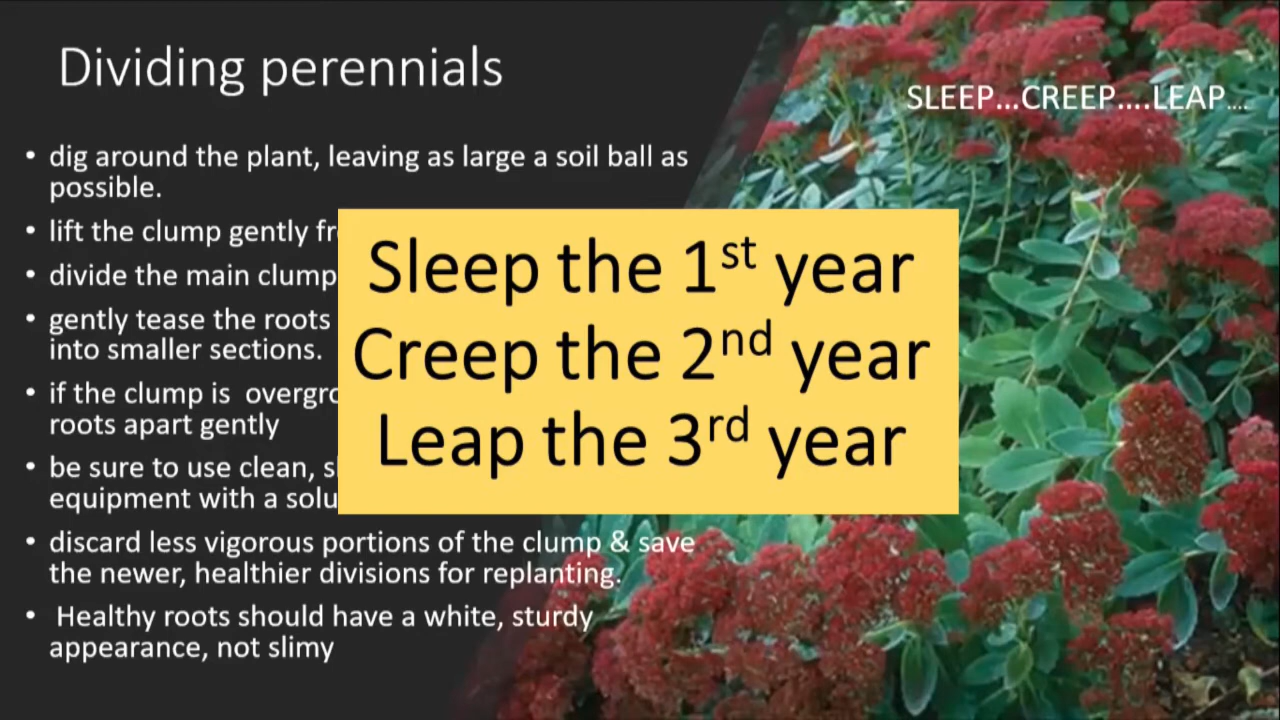 Dividing perennials
SLEEP...CREEP....LEAP....
• dig around the plant, leaving as large a soil ball as
possible.
• lift the clump gently
• divide the main clump
• gently tease the roots
into smaller sections.
• if the clump is
roots apart gently
• be sure to use clean,
equipment with a
• discard less vigorous portions of the clump & save
the newer, healthier divisions for replanting.
• Healthy roots should have a white, sturdy
appearance, not slimy
Sleep the 1st year
Creep the 2nd year
Leap the 3rd year